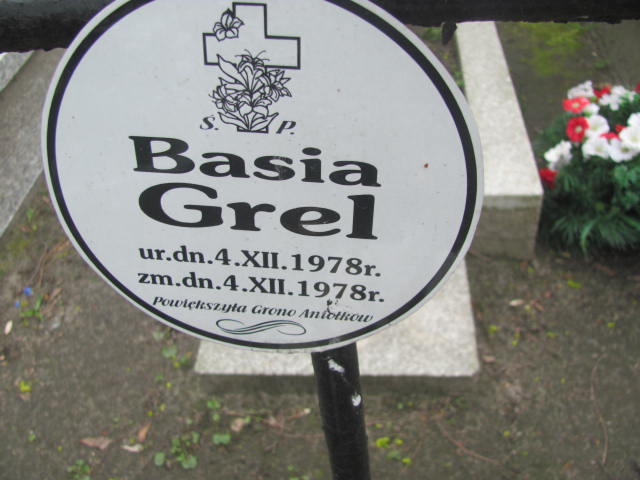 Ś. P.
Basia
Grel
ur.dn.4.XII.1978r.
zm.dn.4.XII.1978r.
Powiększyła Grono Aniołków